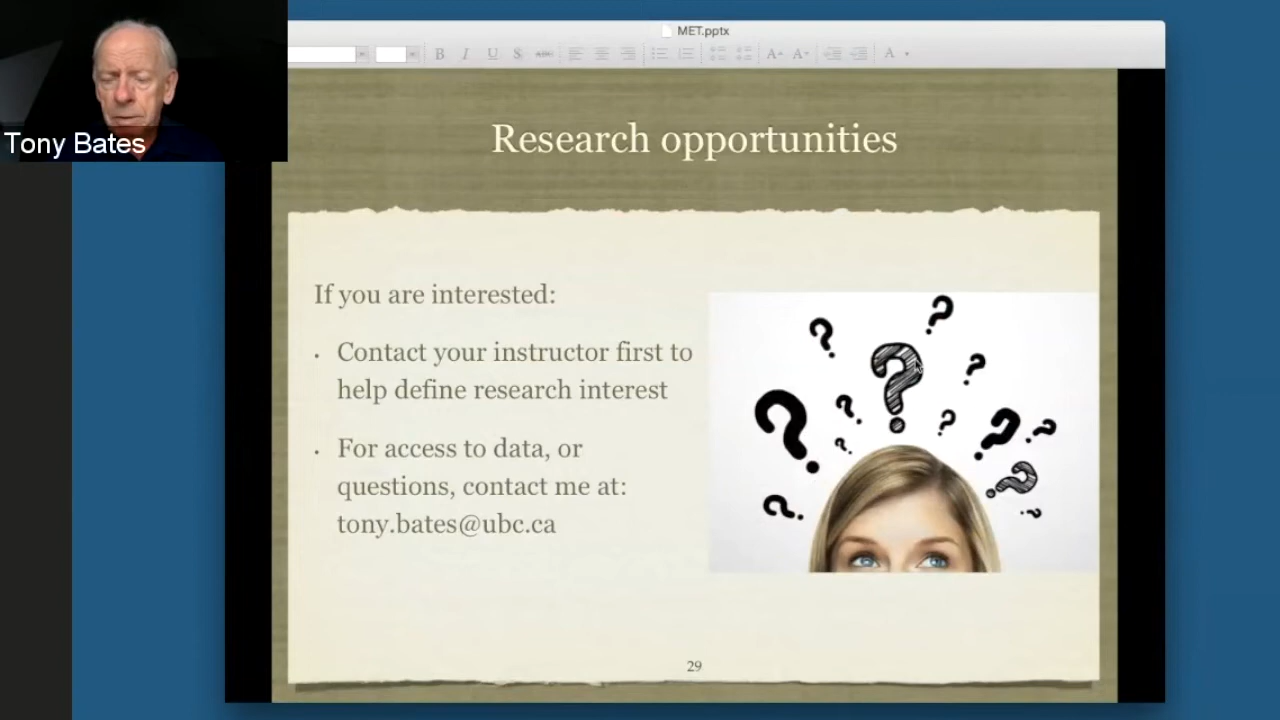 MET.pptx
B I U S ABC
A A A
Tony Bates
Research opportunities
If you are interested:
• Contact your instructor first to
help define research interest
• For access to data, or
questions, contact me at:
tony.bates@ubc.ca
? ? ? ? ? ? ? ? ? ? ? ? ?
29